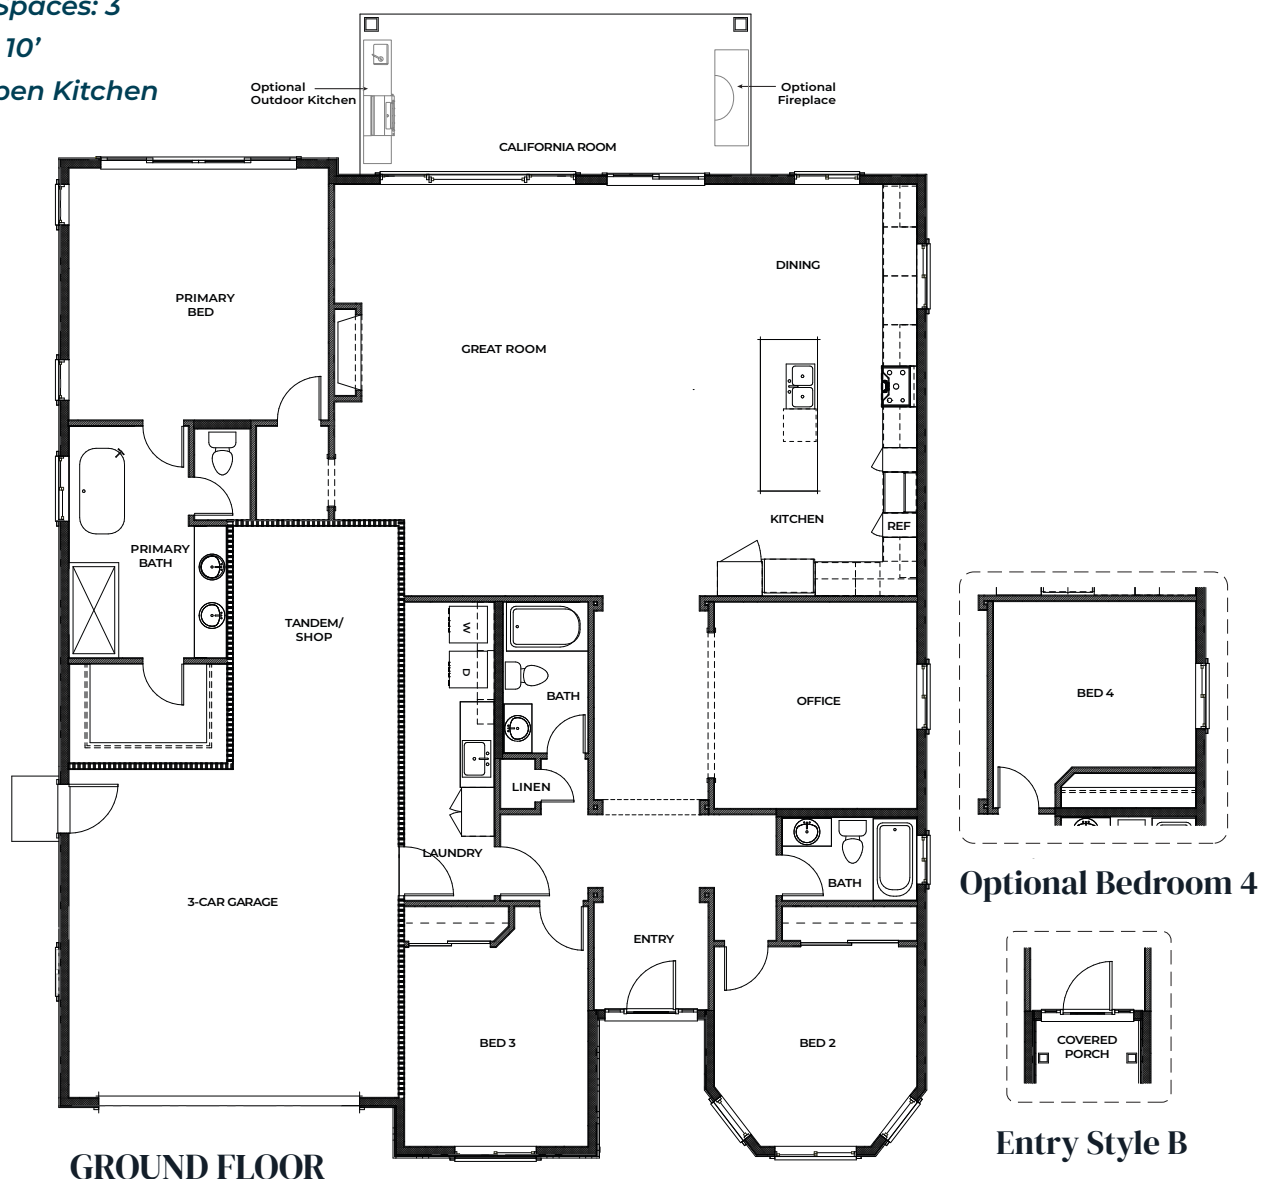 Spaces: 3
10’
pen Kitchen
Optional
Outdoor Kitchen
Optional
Fireplace
CALIFORNIA ROOM
PRIMARY
BED
DINING
GREAT ROOM
KITCHEN
REF
PRIMARY
BATH
TANDEM/
SHOP
W
D
BATH
OFFICE
BED 4
LINEN
LAUNDRY
BATH
Optional Bedroom 4
3-CAR GARAGE
ENTRY
BED 3
BED 2
COVERED
PORCH
Entry Style B
GROUND FLOOR